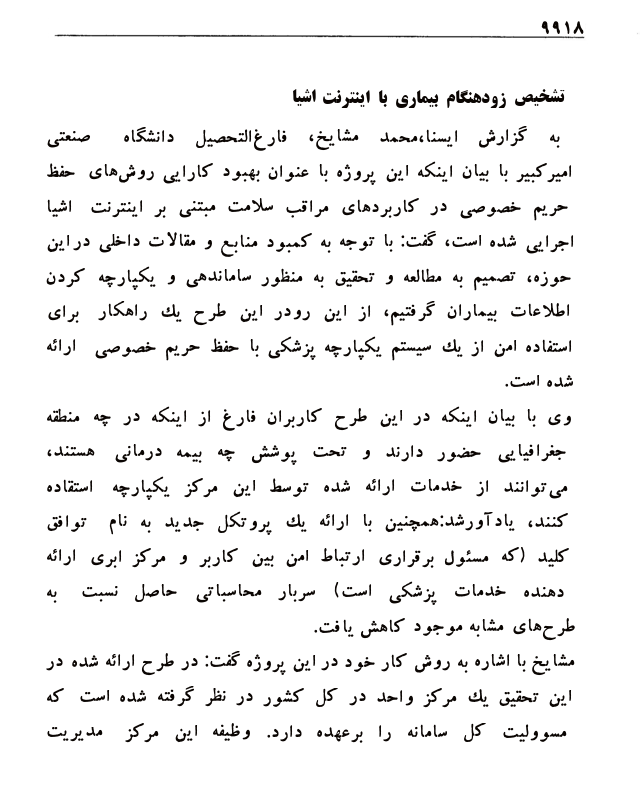 ۹۹۱۸
تشخیص زودهنگام بیماری با اینترنت اشیا
به گزارش ایسنا،محمد مشایخ، فارغ‌التحصیل دانشگاه صنعتی
امیرکبیر با بیان اینکه این پروژه با عنوان بهبود کارایی روش‌های حفظ
حریم خصوصی در کاربردهای مراقب سلامت مبتنی بر اینترنت اشیا
اجرایی شده است، گفت: با توجه به کمبود منابع و مقالات داخلی دراین
حوزه، تصمیم به مطالعه و تحقیق به منظور ساماندهی و یکپارچه کردن
اطلاعات بیماران گرفتیم، از این رودر این طرح یك راهکار برای
استفاده امن از یك سیستم یکپارچه پزشکی با حفظ حریم خصوصی ارائه
شده است.
وی با بیان اینکه در این طرح کاربران فارغ از اینکه در چه منطقه
جغرافیایی حضور دارند و تحت پوشش چه بیمه درمانی هستند،
می‌توانند از خدمات ارائه شده توسط این مرکز یکپارچه استفاده
کنند، یادآورشد:همچنین با ارائه یك پروتکل جدید به نام توافق
کلید (که مسئول برقراری ارتباط امن بین کاربر و مرکز ابری ارائه
دهنده خدمات پزشکی است) سربار محاسباتی حاصل نسبت به
طرح‌های مشابه موجود کاهش یافت.
مشایخ با اشاره به روش کار خود در این پروژه گفت: در طرح ارائه شده در
این تحقیق یك مرکز واحد در کل کشور در نظر گرفته شده است که
مسوولیت کل سامانه را برعهده دارد. وظیفه این مرکز مدیریت